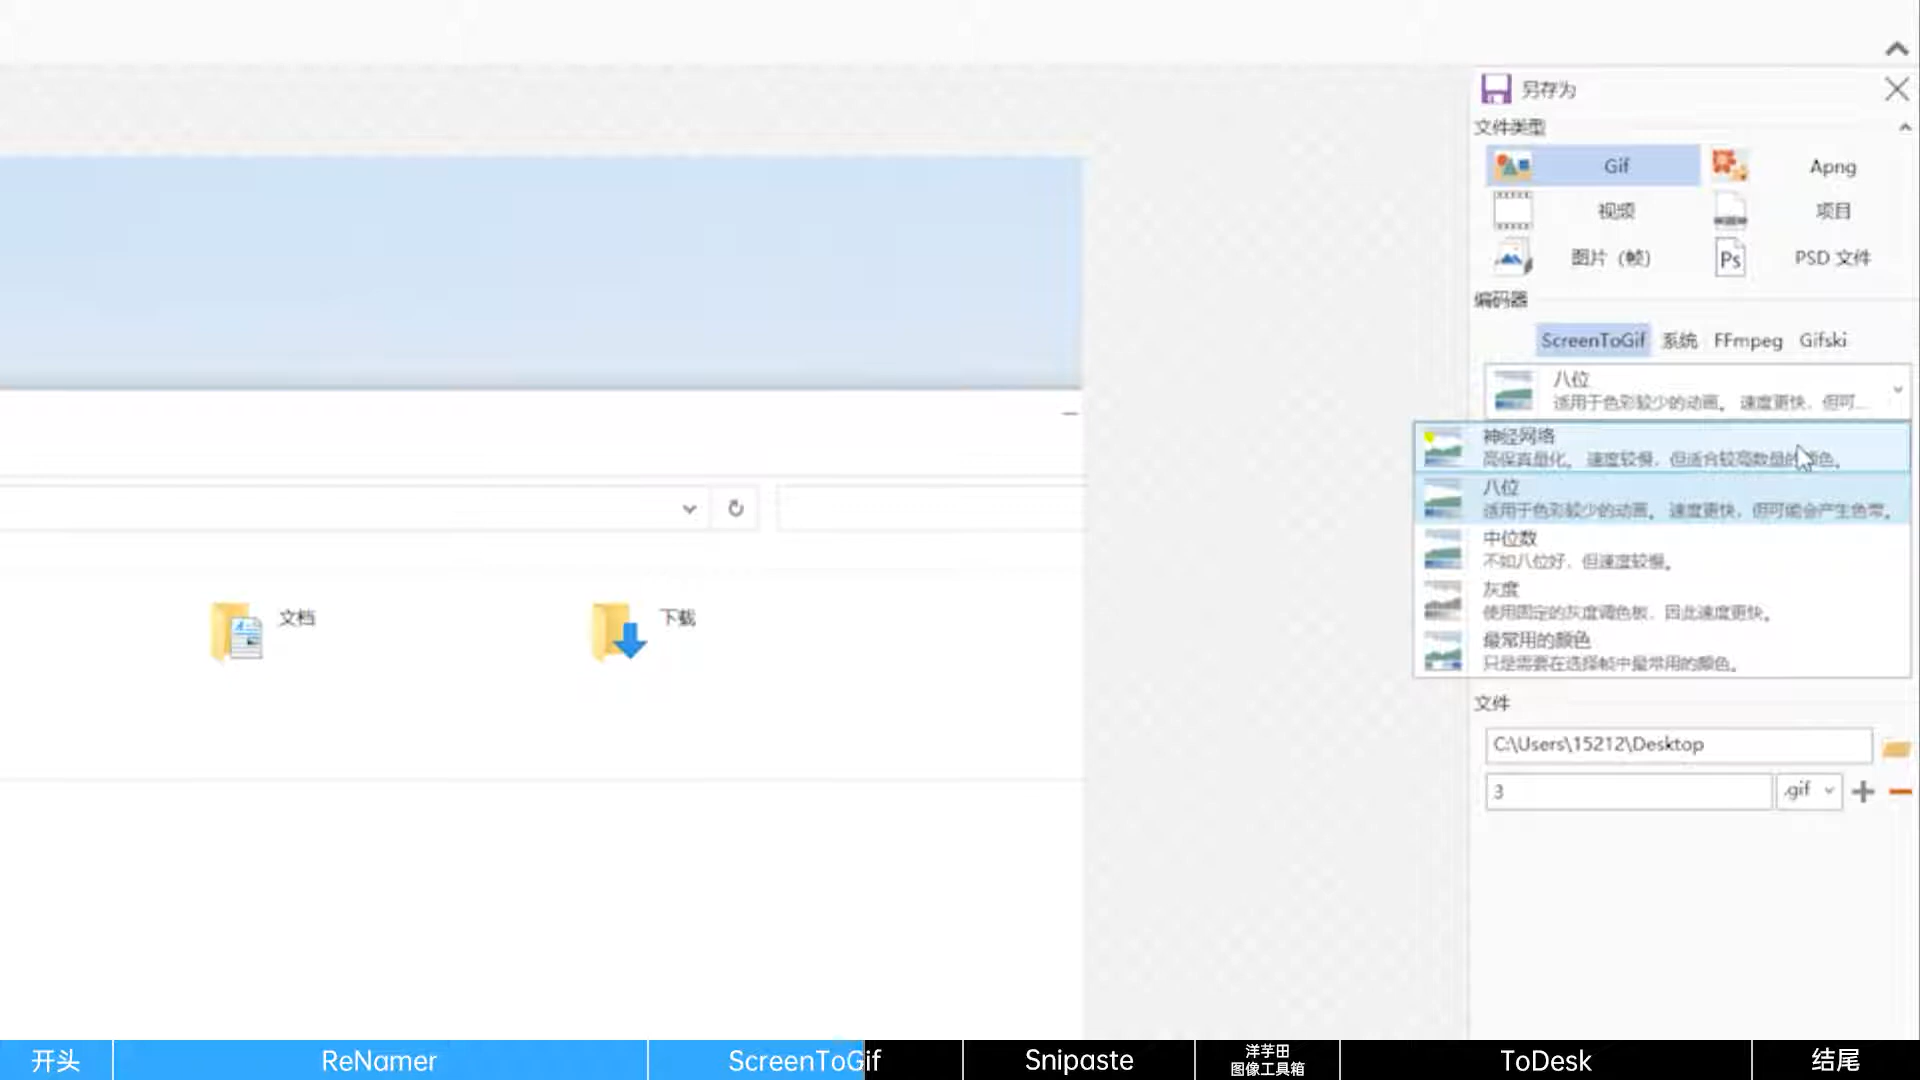 另存为
文件类型
Gif
Apng
视频
项目
图片（帧）
Ps
PSD 文件
编码器
ScreenToGif 系统 FFmpeg Gifski
八位
适用于色彩较少的动画。 速度更快，但可...
神经网络
高保真量化。 速度较慢，但适合较高数量的颜色。
八位
适用于色彩较少的动画。 速度更快，但可能会产生色带。
中位数
不如八位好，但速度较慢。
灰度
使用固定的灰度调色板，因此速度更快。
最常用的颜色
只是需要在选择帧中最常用的颜色。
文档
下载
文件
C:\Users\15212\Desktop
3
.gif
开头
ReNamer
ScreenToGif
Snipaste
洋芋田
图像工具箱
ToDesk
结尾